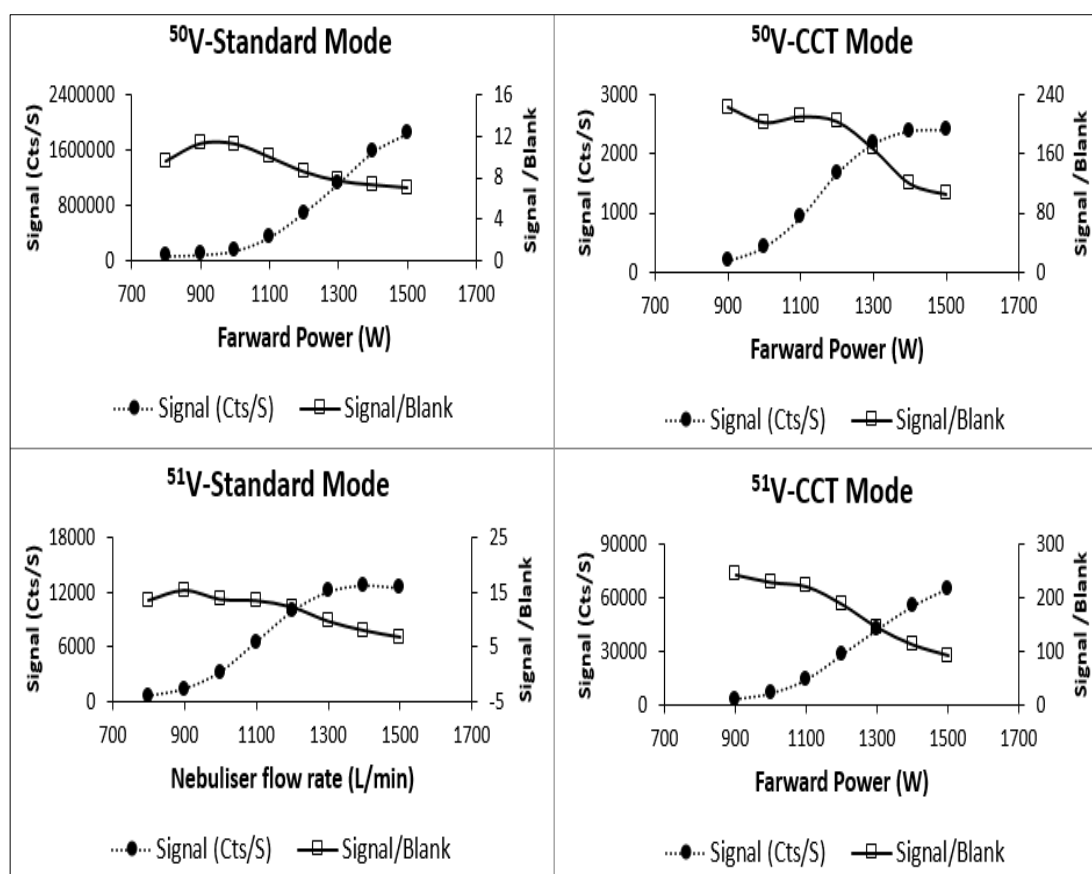 ⁵⁰V-Standard Mode
Signal (Cts/S)
2400000
1600000
800000
0
16
12
8
4
0
Signal /Blank
700 900 1100 1300 1500 1700
Farward Power (W)
Signal (Cts/S) Signal/Blank
⁵⁰V-CCT Mode
Signal (Cts/S)
3000
2000
1000
0
240
160
80
0
Signal /Blank
700 900 1100 1300 1500 1700
Farward Power (W)
Signal (Cts/S) Signal/Blank
⁵¹V-Standard Mode
Signal (Cts/S)
18000
12000
6000
0
25
15
5
-5
Signal /Blank
700 900 1100 1300 1500 1700
Nebuliser flow rate (L/min)
Signal (Cts/S) Signal/Blank
⁵¹V-CCT Mode
Signal (Cts/S)
90000
60000
30000
0
300
200
100
0
Signal /Blank
700 900 1100 1300 1500 1700
Farward Power (W)
Signal (Cts/S) Signal/Blank